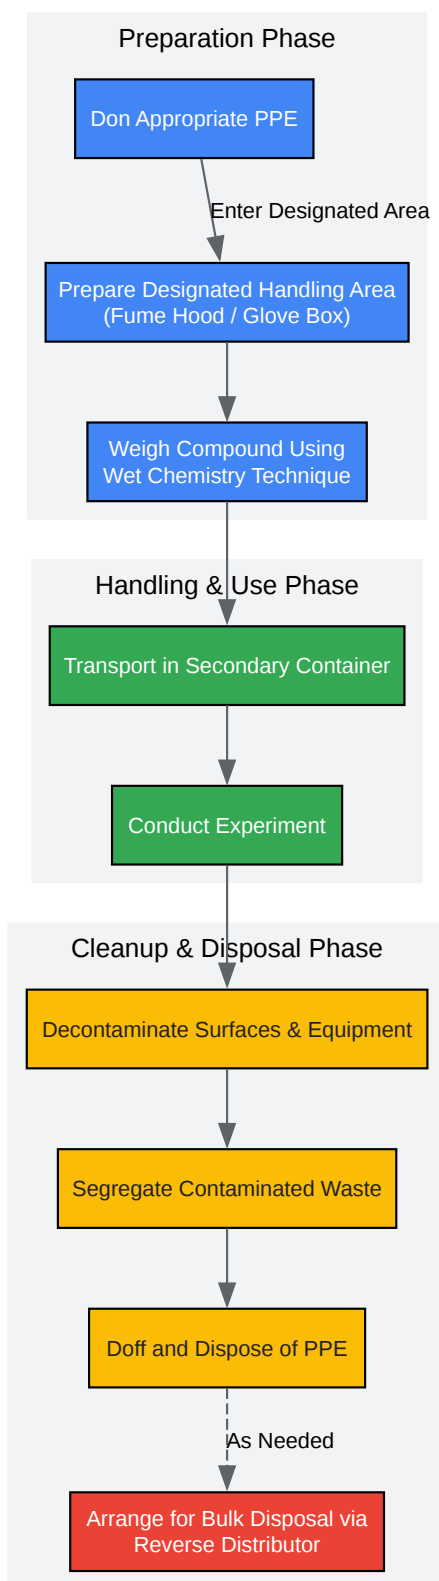 Preparation Phase
Don Appropriate PPE
Enter Designated Area
Prepare Designated Handling Area
(Fume Hood / Glove Box)
Weigh Compound Using
Wet Chemistry Technique
Handling & Use Phase
Transport in Secondary Container
Conduct Experiment
Cleanup & Disposal Phase
Decontaminate Surfaces & Equipment
Segregate Contaminated Waste
Doff and Dispose of PPE
As Needed
Arrange for Bulk Disposal via
Reverse Distributor